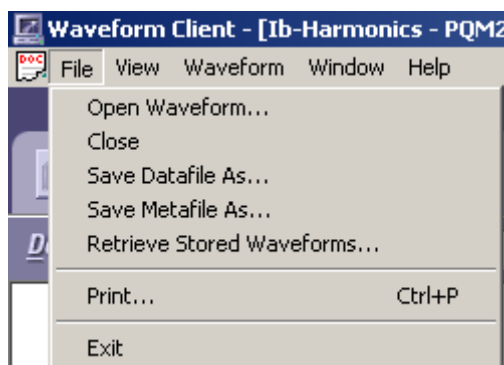 Waveform Client - [Ib-Harmonics - PQM2
DOC File View Waveform Window Help
Open Waveform...
Close
Save Datafile As...
Save Metafile As...
Retrieve Stored Waveforms...
Print... Ctrl+P
Exit